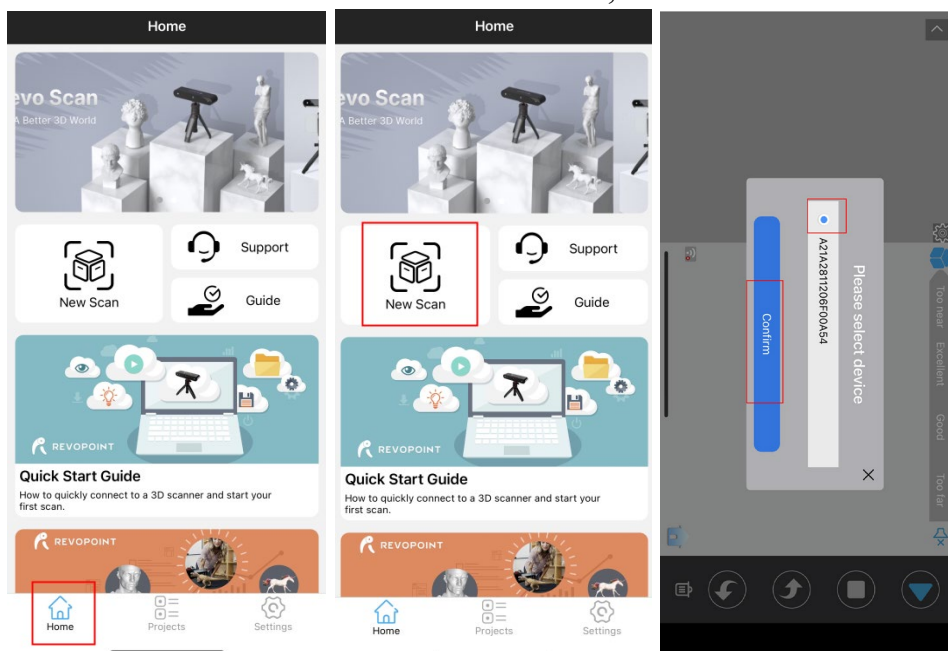 Home
evo Scan
A Better 3D World
New Scan
Support
Guide
REVOPOINT
Quick Start Guide
How to quickly connect to a 3D scanner and start your
first scan.
REVOPOINT
Home
Projects
Settings
Home
evo Scan
A Better 3D World
New Scan
Support
Guide
REVOPOINT
Quick Start Guide
How to quickly connect to a 3D scanner and start your
first scan.
REVOPOINT
Home
Projects
Settings
Please select device
A21A2811206F00A54
Confirm
Too near
Excellent
Good
Too far